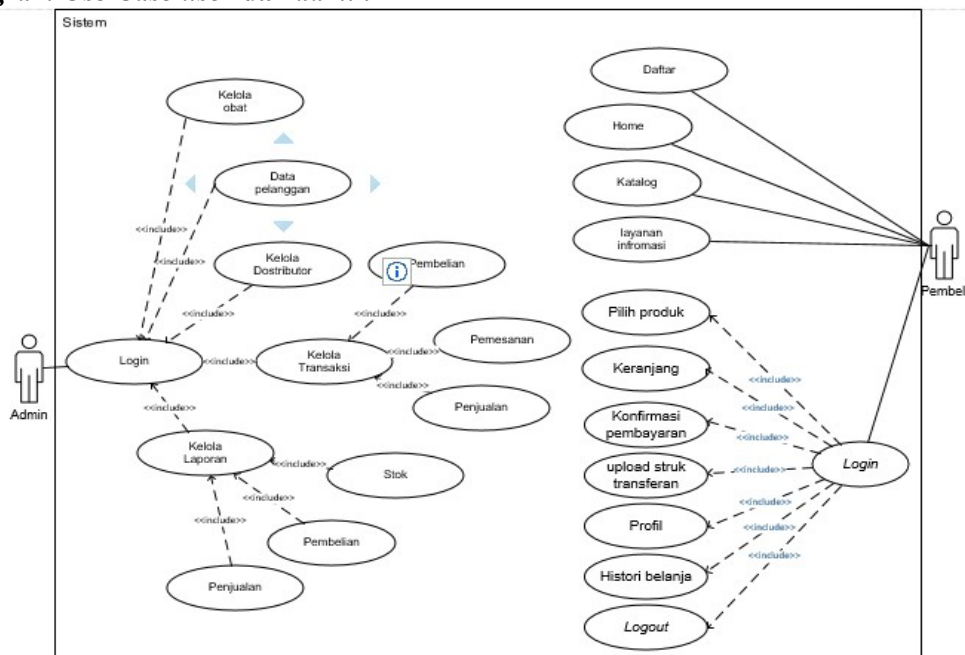 Sistem
Kelola
obat
Data
pelanggan
<<include>>
<<include>>
Kelola
Dostributor
Pembelian
<<include>>
<<include>>
Login
<<include>>
Kelola
Transaksi
<<include>>
Pemesanan
<<include>>
Penjualan
Admin
<<include>>
Kelola
Laporan
<<include>>
Stok
<<include>>
<<include>>
Pembelian
Penjualan
Daftar
Home
Katalog
layanan
infromasi
Pilih produk
<<include>>
Keranjang
<<include>>
Konfirmasi
pembayaran
<<include>>
upload struk
transferan
<<include>>
Profil
<<include>>
Histori belanja
<<include>>
Logout
<<include>>
Login